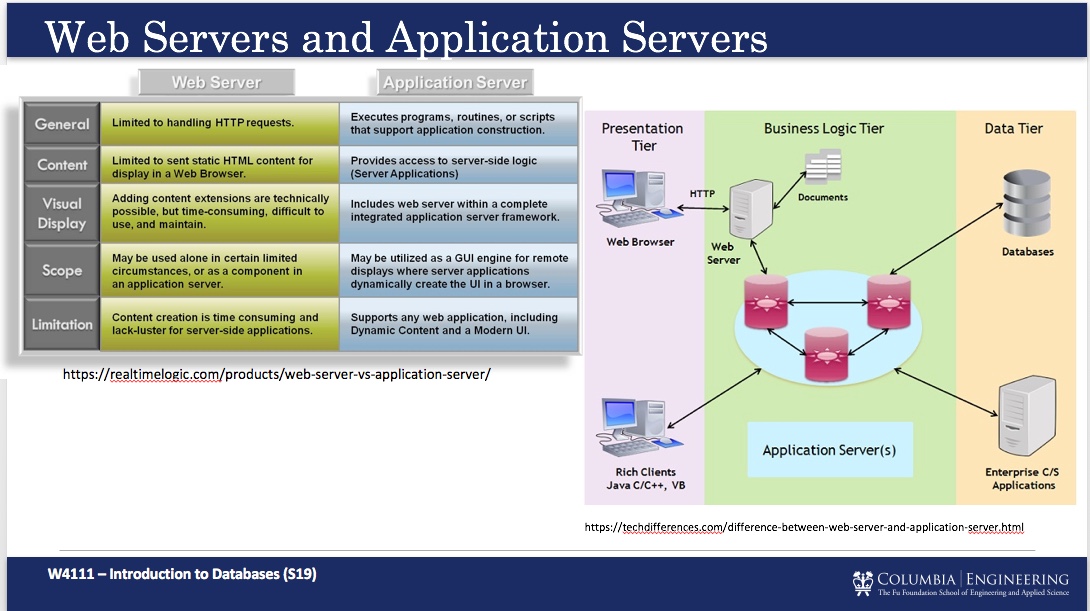 Web Servers and Application Servers
Web Server
Application Server
General
Limited to handling HTTP requests.
Executes programs, routines, or scripts
that support application construction.
Content
Limited to sent static HTML content for
display in a Web Browser.
Provides access to server-side logic
(Server Applications)
Visual
Display
Adding content extensions are technically
possible, but time-consuming, difficult to
use, and maintain.
Includes web server within a complete
integrated application server framework.
Scope
May be used alone in certain limited
circumstances, or as a component in
an application server.
May be utilized as a GUI engine for remote
displays where server applications
dynamically create the UI in a browser.
Limitation
Content creation is time consuming and
lack-luster for server-side applications.
Supports any web application, including
Dynamic Content and a Modern UI.
https://realtimelogic.com/products/web-server-vs-application-server/
Presentation
Tier
Business Logic Tier
Data Tier
HTTP
Documents
Web Browser
Web
Server
Databases
Application Server(s)
Rich Clients
Java C/C++, VB
Enterprise C/S
Applications
https://techdifferences.com/difference-between-web-server-and-application-server.html
W4111 – Introduction to Databases (S19)
COLUMBIA | ENGINEERING
The Fu Foundation School of Engineering and Applied Science